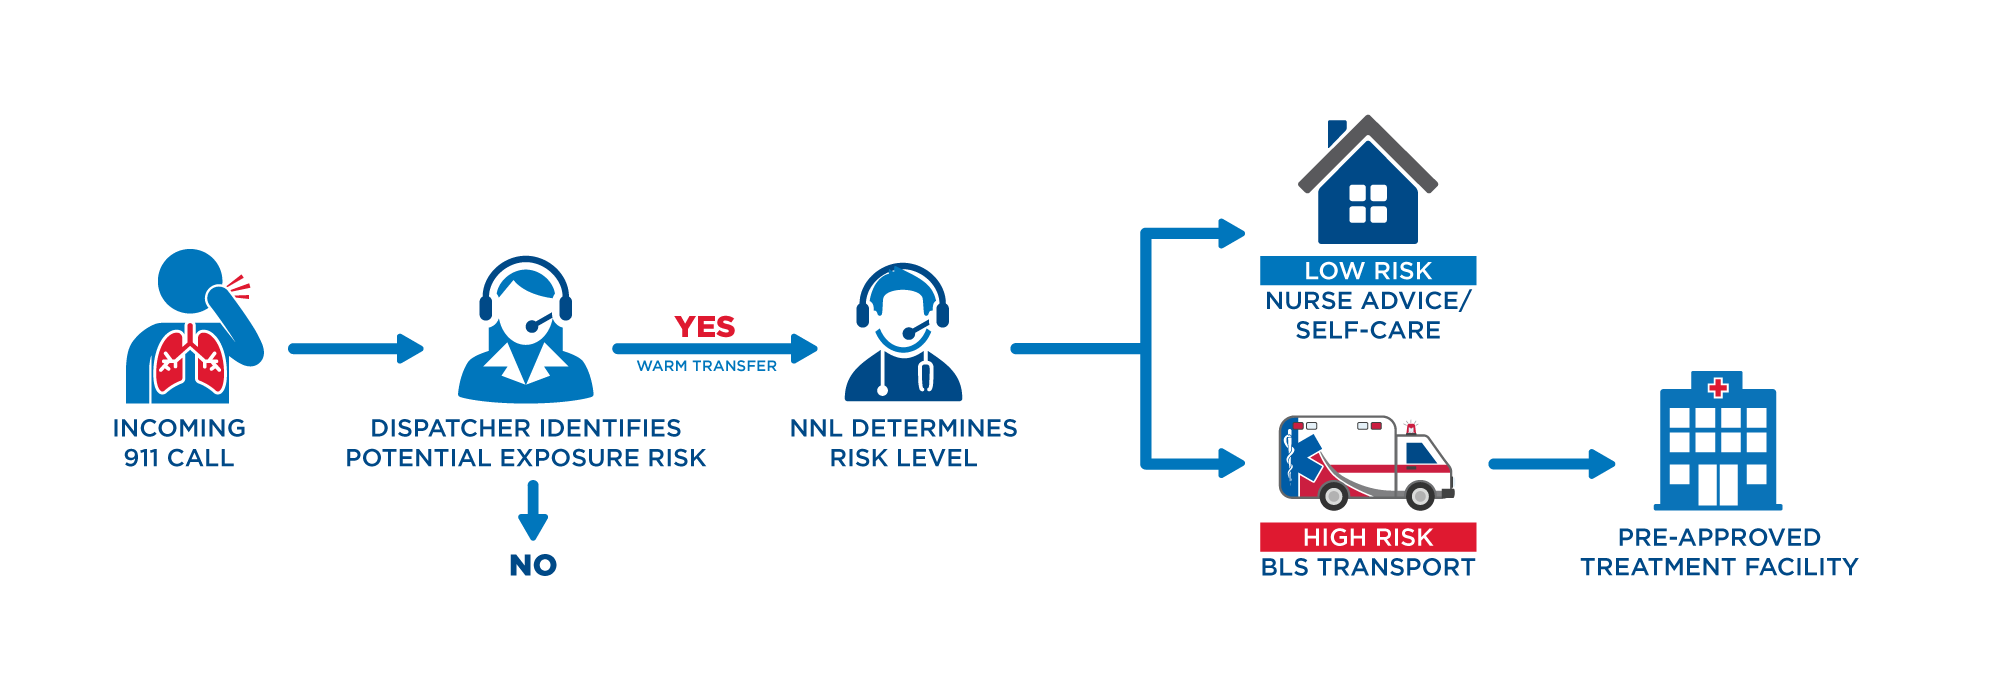 INCOMING
911 CALL
DISPATCHER IDENTIFIES
POTENTIAL EXPOSURE RISK
NO
YES
WARM TRANSFER
NNL DETERMINES
RISK LEVEL
LOW RISK
NURSE ADVICE/
SELF-CARE
HIGH RISK
BLS TRANSPORT
PRE-APPROVED
TREATMENT FACILITY